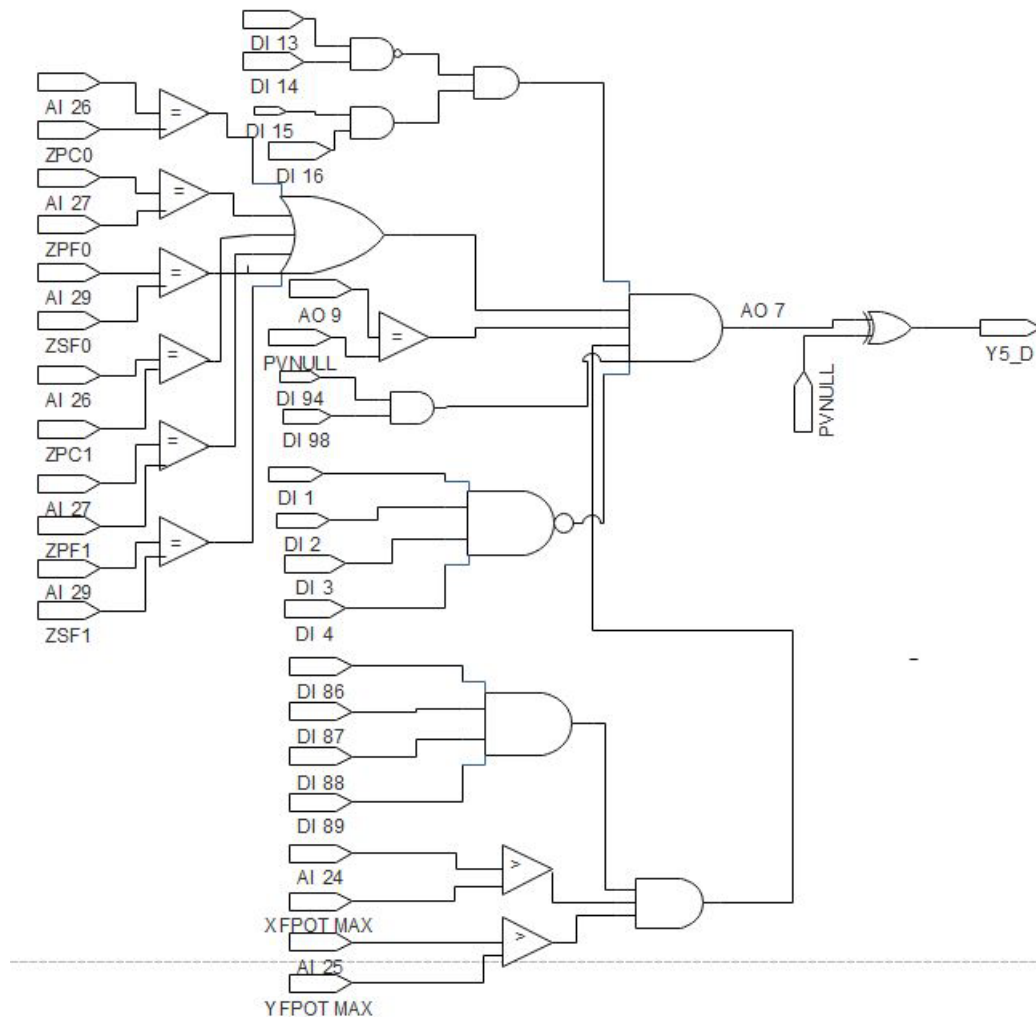 DI 13
DI 14
DI 15
DI 16
AI 26
ZPC0
AI 27
ZPF0
AI 29
ZSF0
AI 26
ZPC1
AI 27
ZPF1
AI 29
ZSF1
=
=
=
=
=
=
AO 9
PVNULL
=
DI 94
DI 98
DI 1
DI 2
DI 3
DI 4
DI 86
DI 87
DI 88
DI 89
AI 24
XFPOT MAX
>
AI 25
YFPOT MAX
>
AO 7
PVNULL
Y5_D